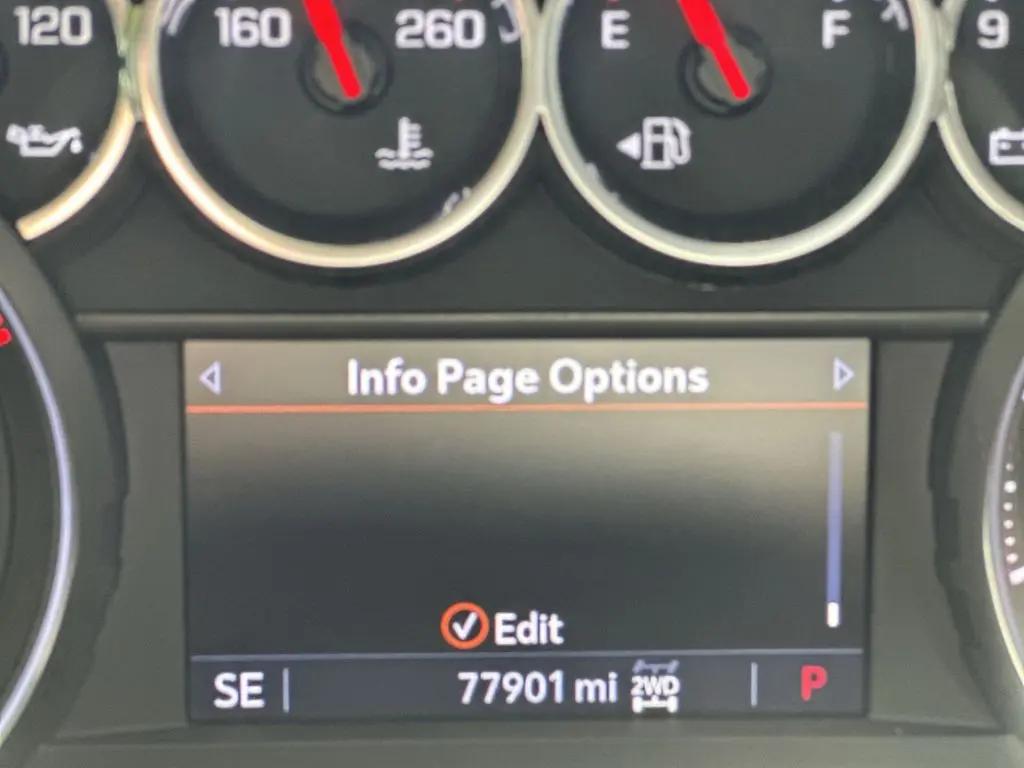 120 160 260 E F 9
Info Page Options
Edit
SE 77901 mi 2WD P